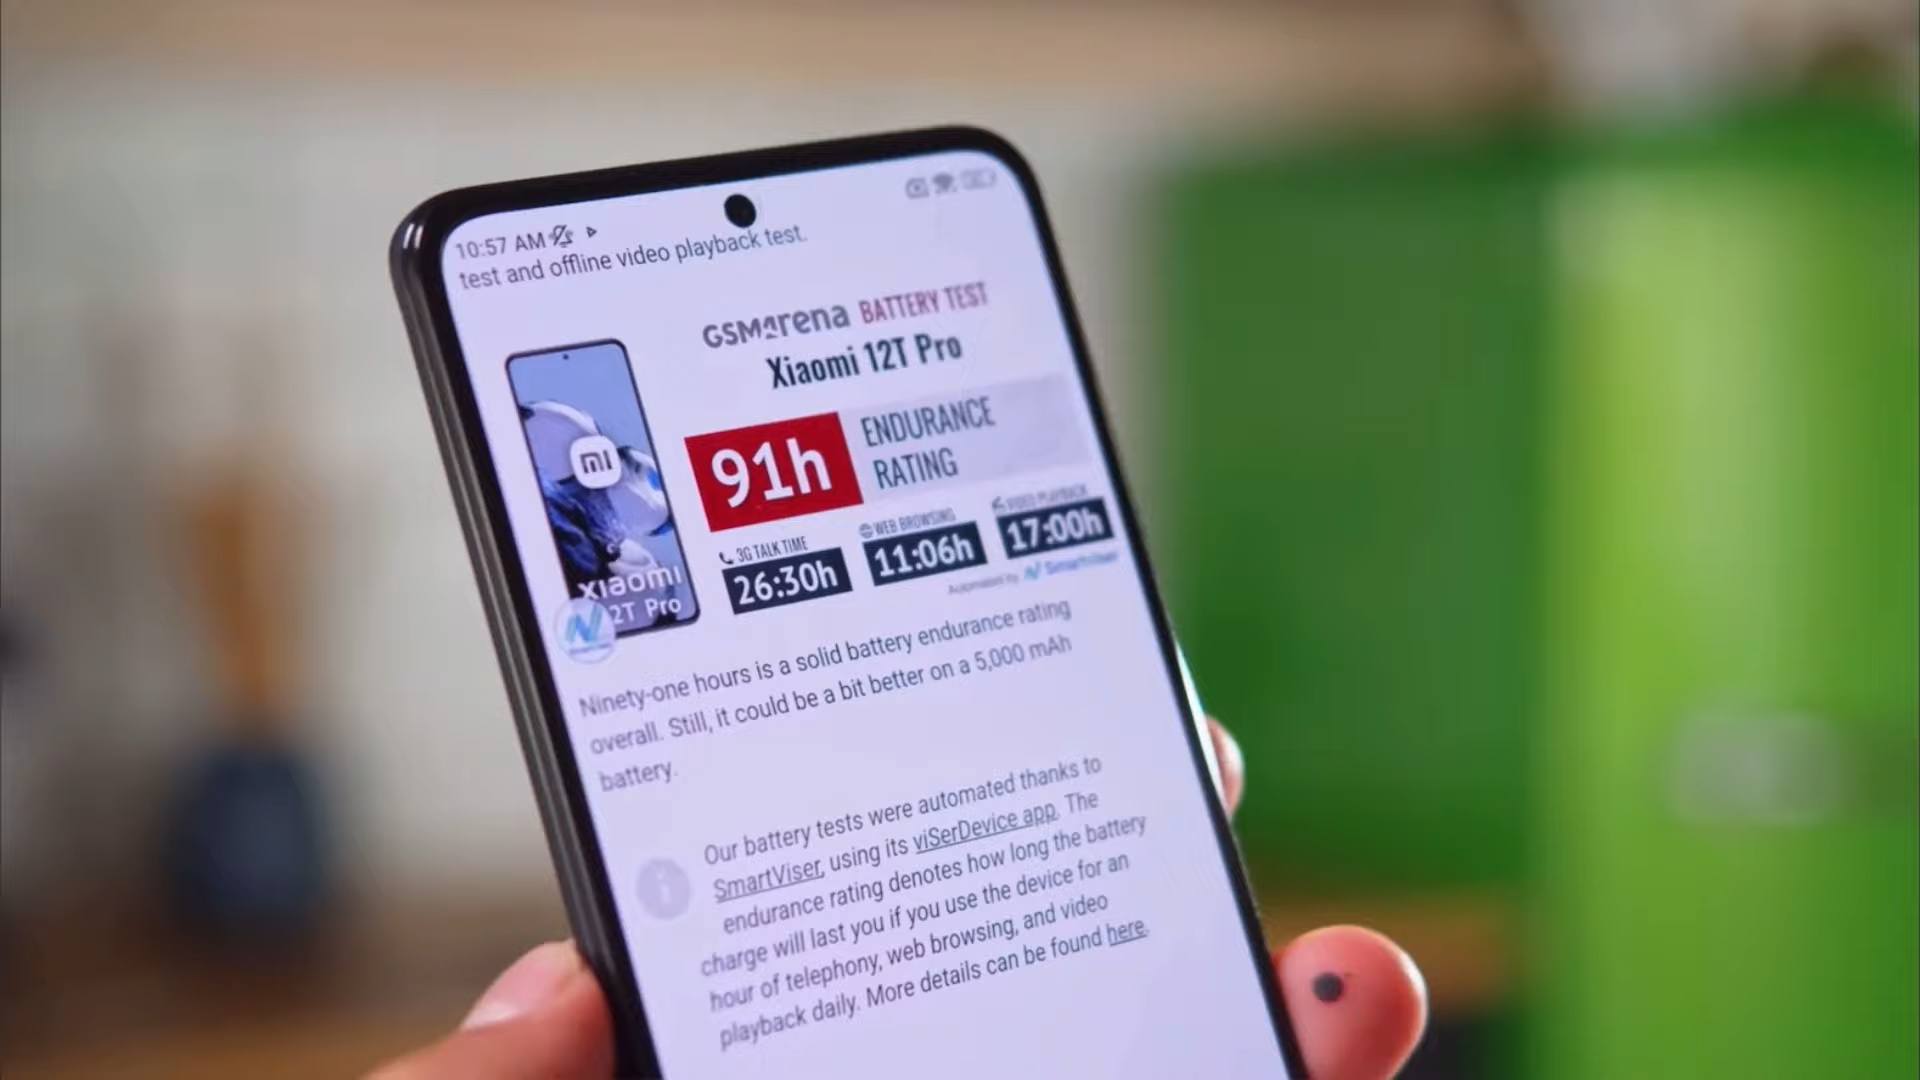 10:57 AM
test and offline video playback test.
GSMArena BATTERY TEST
Xiaomi 12T Pro
91h
ENDURANCE
RATING
3G TALK TIME
26:30h
WEB BROWSING
11:06h
VIDEO PLAYBACK
17:00h
Automated by SmartViser
xiaomi
2T Pro
Ninety-one hours is a solid battery endurance rating
overall. Still, it could be a bit better on a 5,000 mAh
battery.
Our battery tests were automated thanks to
SmartViser, using its viSerDevice app. The
endurance rating denotes how long the battery
charge will last you if you use the device for an
hour of telephony, web browsing, and video
playback daily. More details can be found here.